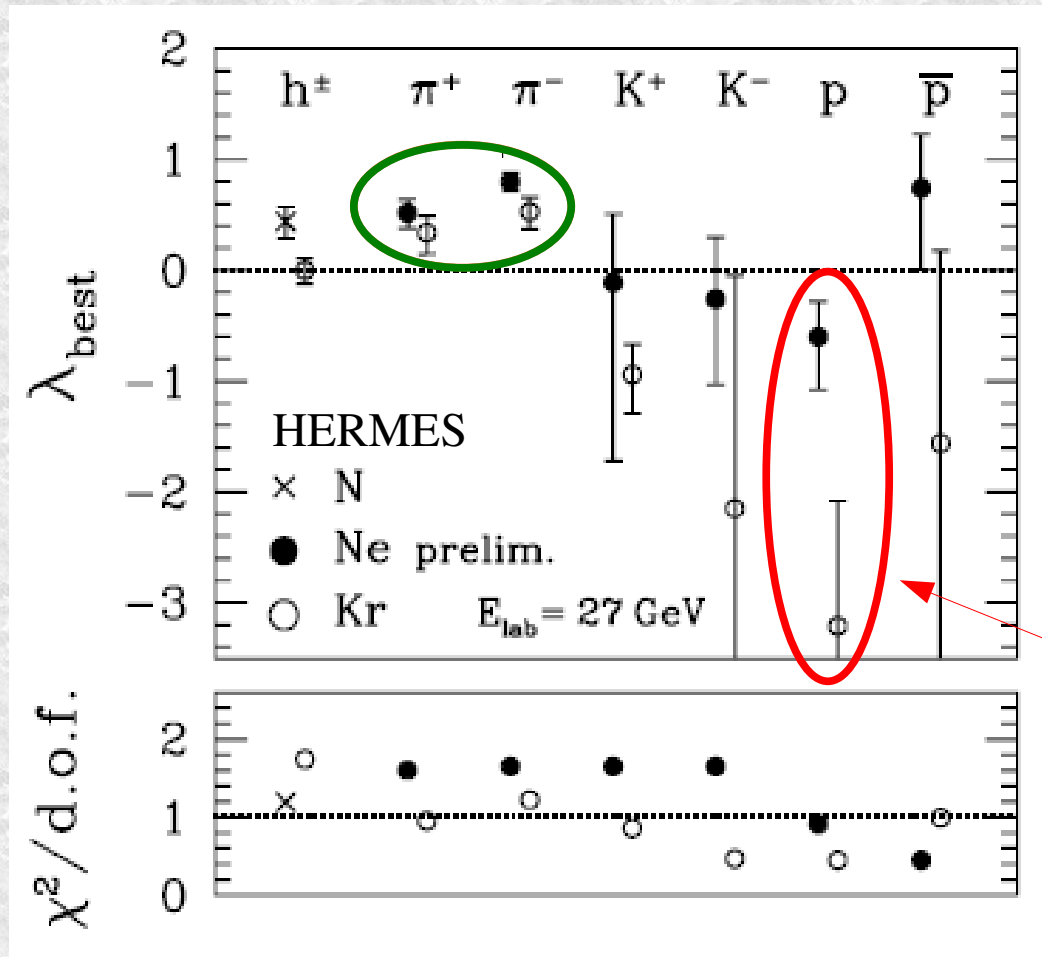 2
h± π+ π− K+ K− p p̅
1
0
−1
−2
−3
λbest
HERMES
× N
● Ne prelim.
○ Kr Elab= 27 GeV
2
1
0
χ2/d.o.f.